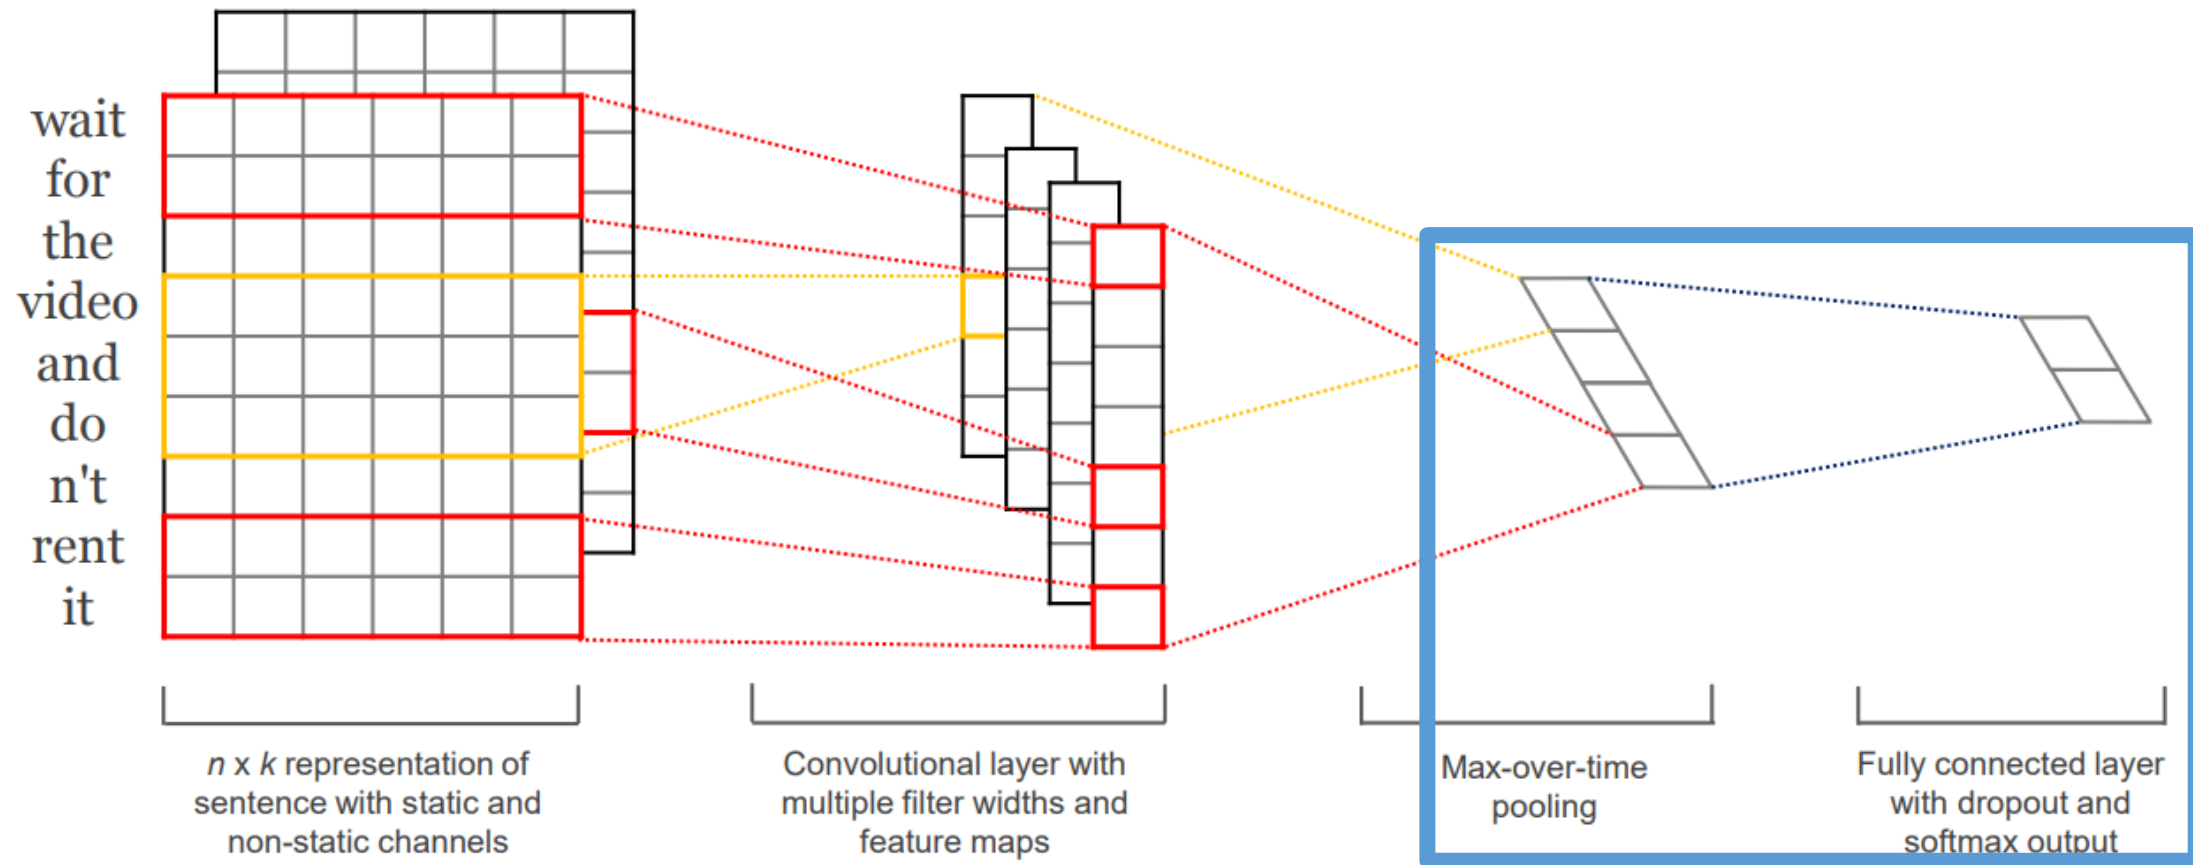 wait
for
the
video
and
do
n't
rent
it
n x k representation of
sentence with static and
non-static channels
Convolutional layer with
multiple filter widths and
feature maps
Max-over-time
pooling
Fully connected layer
with dropout and
softmax output